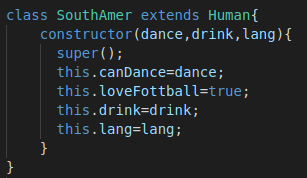 class SouthAmer extends Human{
    constructor(dance,drink,lang){
      super();
      this.canDance=dance;
      this.loveFottball=true;
      this.drink=drink;
      this.lang=lang;
    }
}